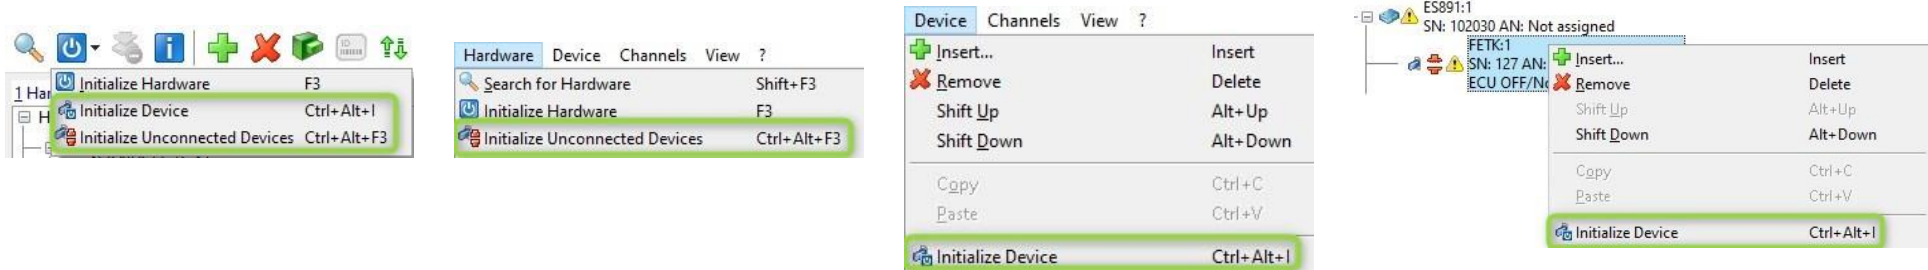 Initialize Hardware F3
1 Har
Initialize Device Ctrl+Alt+I
H
Initialize Unconnected Devices Ctrl+Alt+F3
Hardware Device Channels View ?
Search for Hardware Shift+F3
Initialize Hardware F3
Initialize Unconnected Devices Ctrl+Alt+F3
Device Channels View ?
Insert... Insert
Remove Delete
Shift Up Alt+Up
Shift Down Alt+Down
Copy Ctrl+C
Paste Ctrl+V
Initialize Device Ctrl+Alt+I
ES891:1
SN: 102030 AN: Not assigned
FETK:1
SN: 127 AN:
ECU OFF/No
Insert... Insert
Remove Delete
Shift Up Alt+Up
Shift Down Alt+Down
Copy Ctrl+C
Paste Ctrl+V
Initialize Device Ctrl+Alt+I